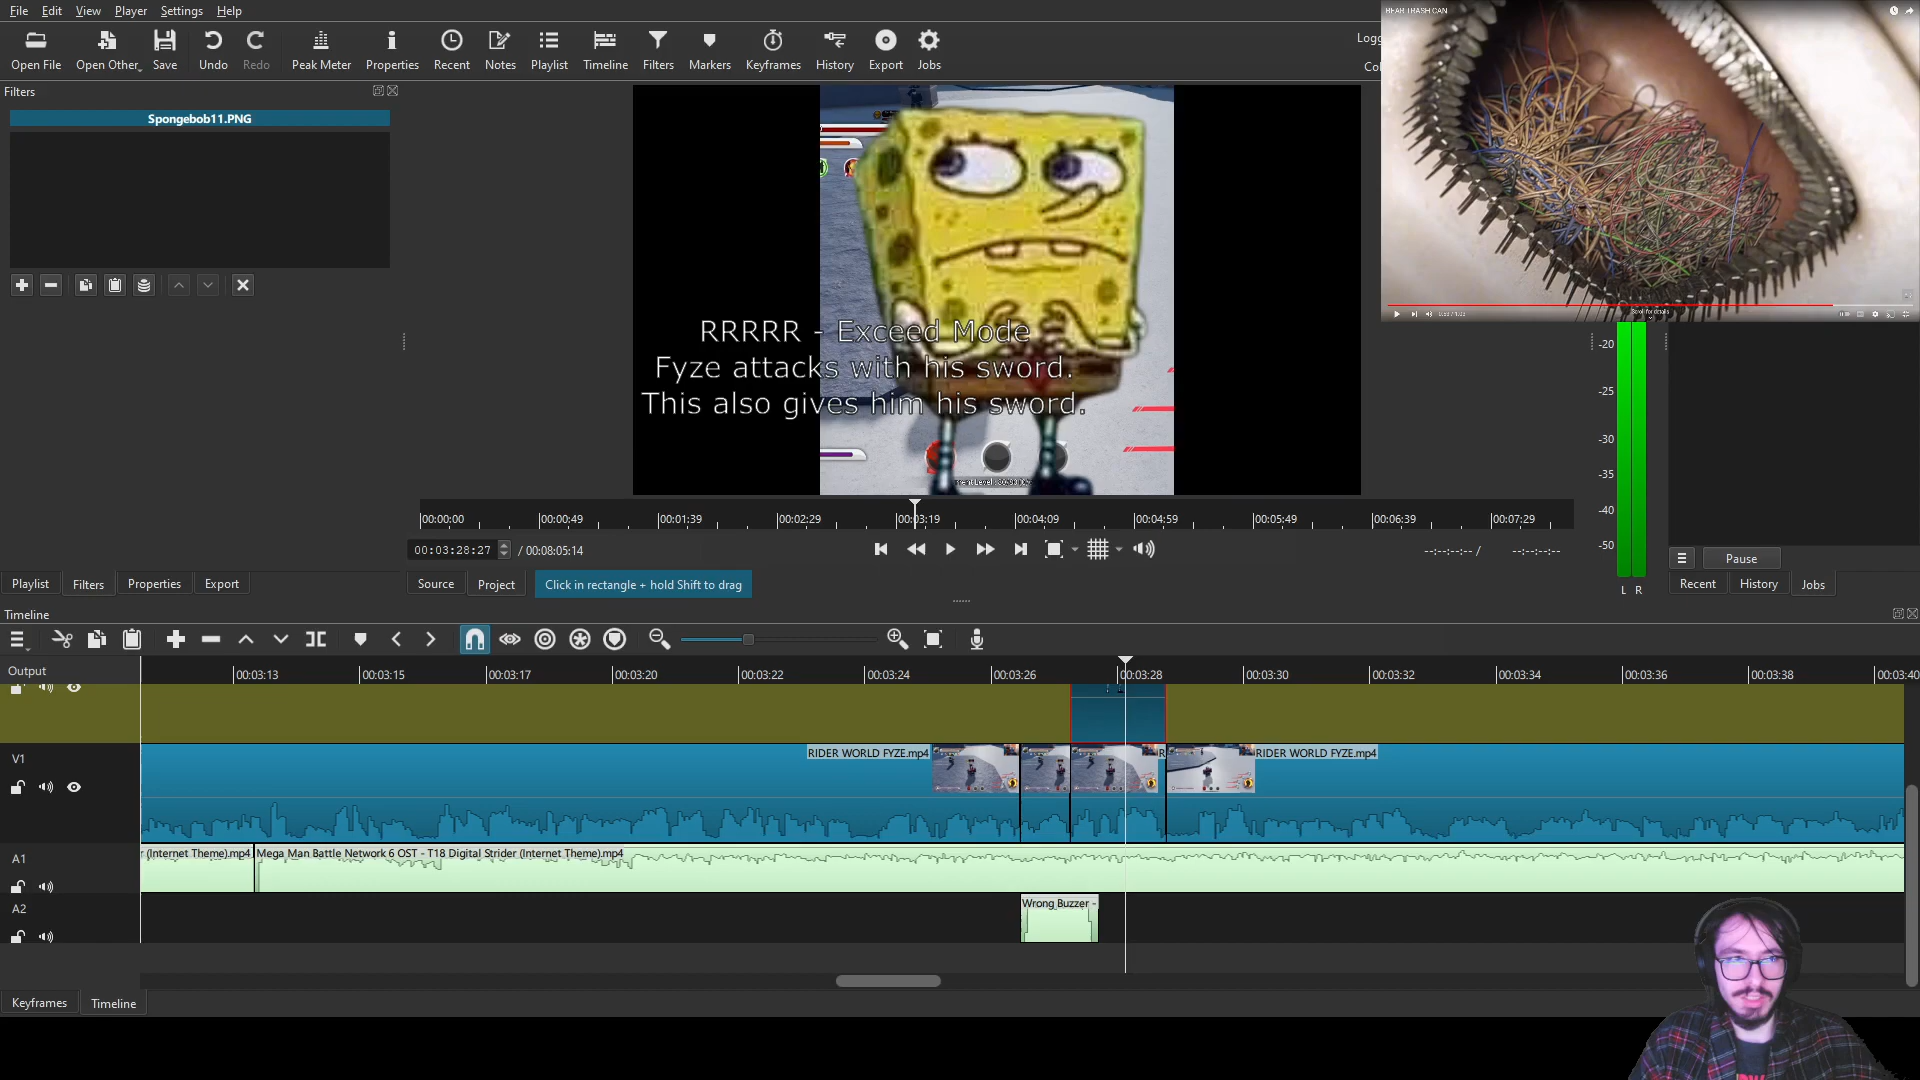 File Edit View Player Settings Help
BEAR TRASH CAN
Open File Open Other Save Undo Redo Peak Meter Properties Recent Notes Playlist Timeline Filters Markers Keyframes History Export Jobs
Logg
Col
Filters
Spongebob11.PNG
RRRRR - Exceed Mode
Fyze attacks with his sword.
This also gives him his sword.
Scroll for details
-20
-25
-30
-35
-40
-45
-50
L R
00:00:00 00:00:49 00:01:39 00:02:29 00:03:19 00:04:09 00:04:59 00:05:49 00:06:39 00:07:29
00:03:28:27 / 00:08:05:14
--:--:--:-- / --:--:--:--
Pause
Playlist Filters Properties Export
Source Project Click in rectangle + hold Shift to drag
Recent History Jobs
Timeline
Output
00:03:13 00:03:15 00:03:17 00:03:20 00:03:22 00:03:24 00:03:26 00:03:28 00:03:30 00:03:32 00:03:34 00:03:36 00:03:38 00:03:40
V1
RIDER WORLD FYZE.mp4 R RIDER WORLD FYZE.mp4
A1
r (Internet Theme).mp4 Mega Man Battle Network 6 OST - T18 Digital Strider (Internet Theme).mp4
A2
Wrong Buzzer -
Keyframes Timeline